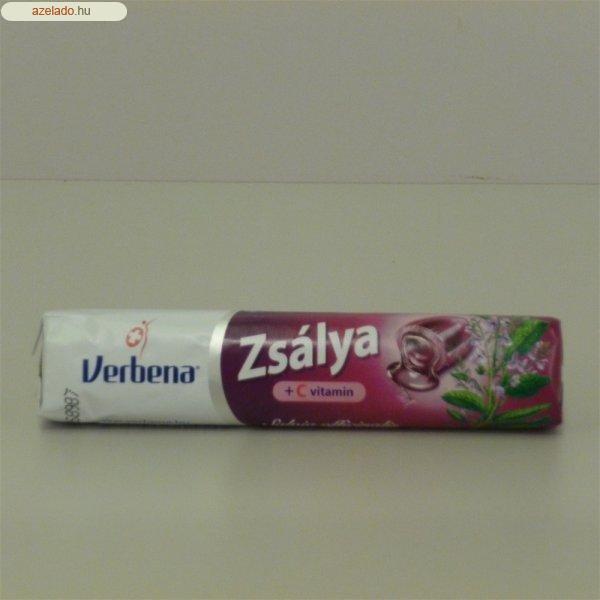 azelado.hu
Verbena®
Zsálya
+ C vitamin